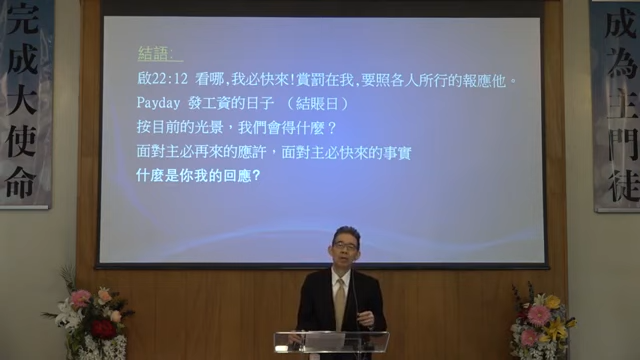 完成大使命
結語:
啟22:12 看哪,我必快來!賞罰在我,要照各人所行的報應他。
Payday 發工資的日子 （結賬日）
按目前的光景，我們會得什麼？
面對主必再來的應許，面對主必快來的事實
什麼是你我的回應?
成為主門徒